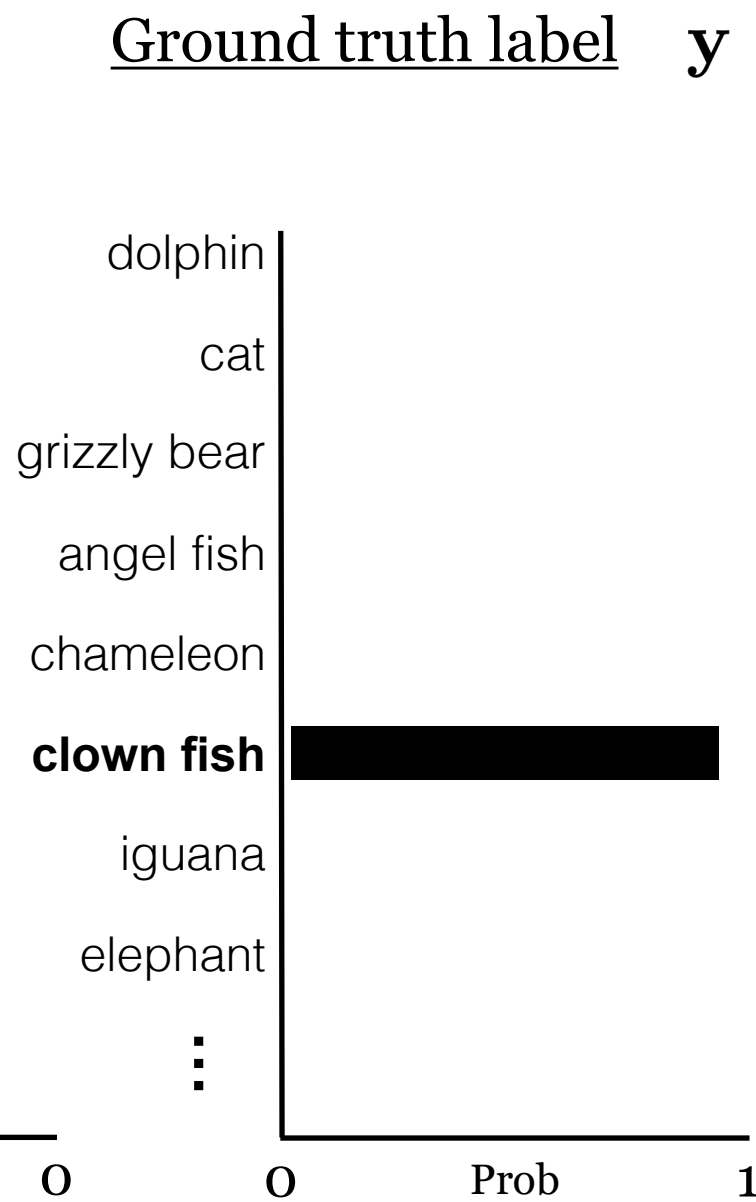 Ground truth label y
dolphin
cat
grizzly bear
angel fish
chameleon
clown fish
iguana
elephant
⋮
0 0 Prob 1